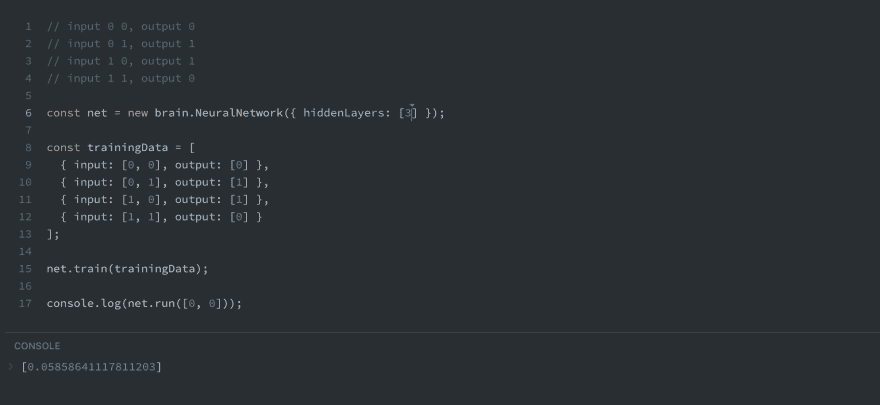 1 // input 0 0, output 0
2 // input 0 1, output 1
3 // input 1 0, output 1
4 // input 1 1, output 0
5
6 const net = new brain.NeuralNetwork({ hiddenLayers: [3] });
7
8 const trainingData = [
9 { input: [0, 0], output: [0] },
10 { input: [0, 1], output: [1] },
11 { input: [1, 0], output: [1] },
12 { input: [1, 1], output: [0] }
13 ];
14
15 net.train(trainingData);
16
17 console.log(net.run([0, 0]));
CONSOLE
› [0.05858641117811203]